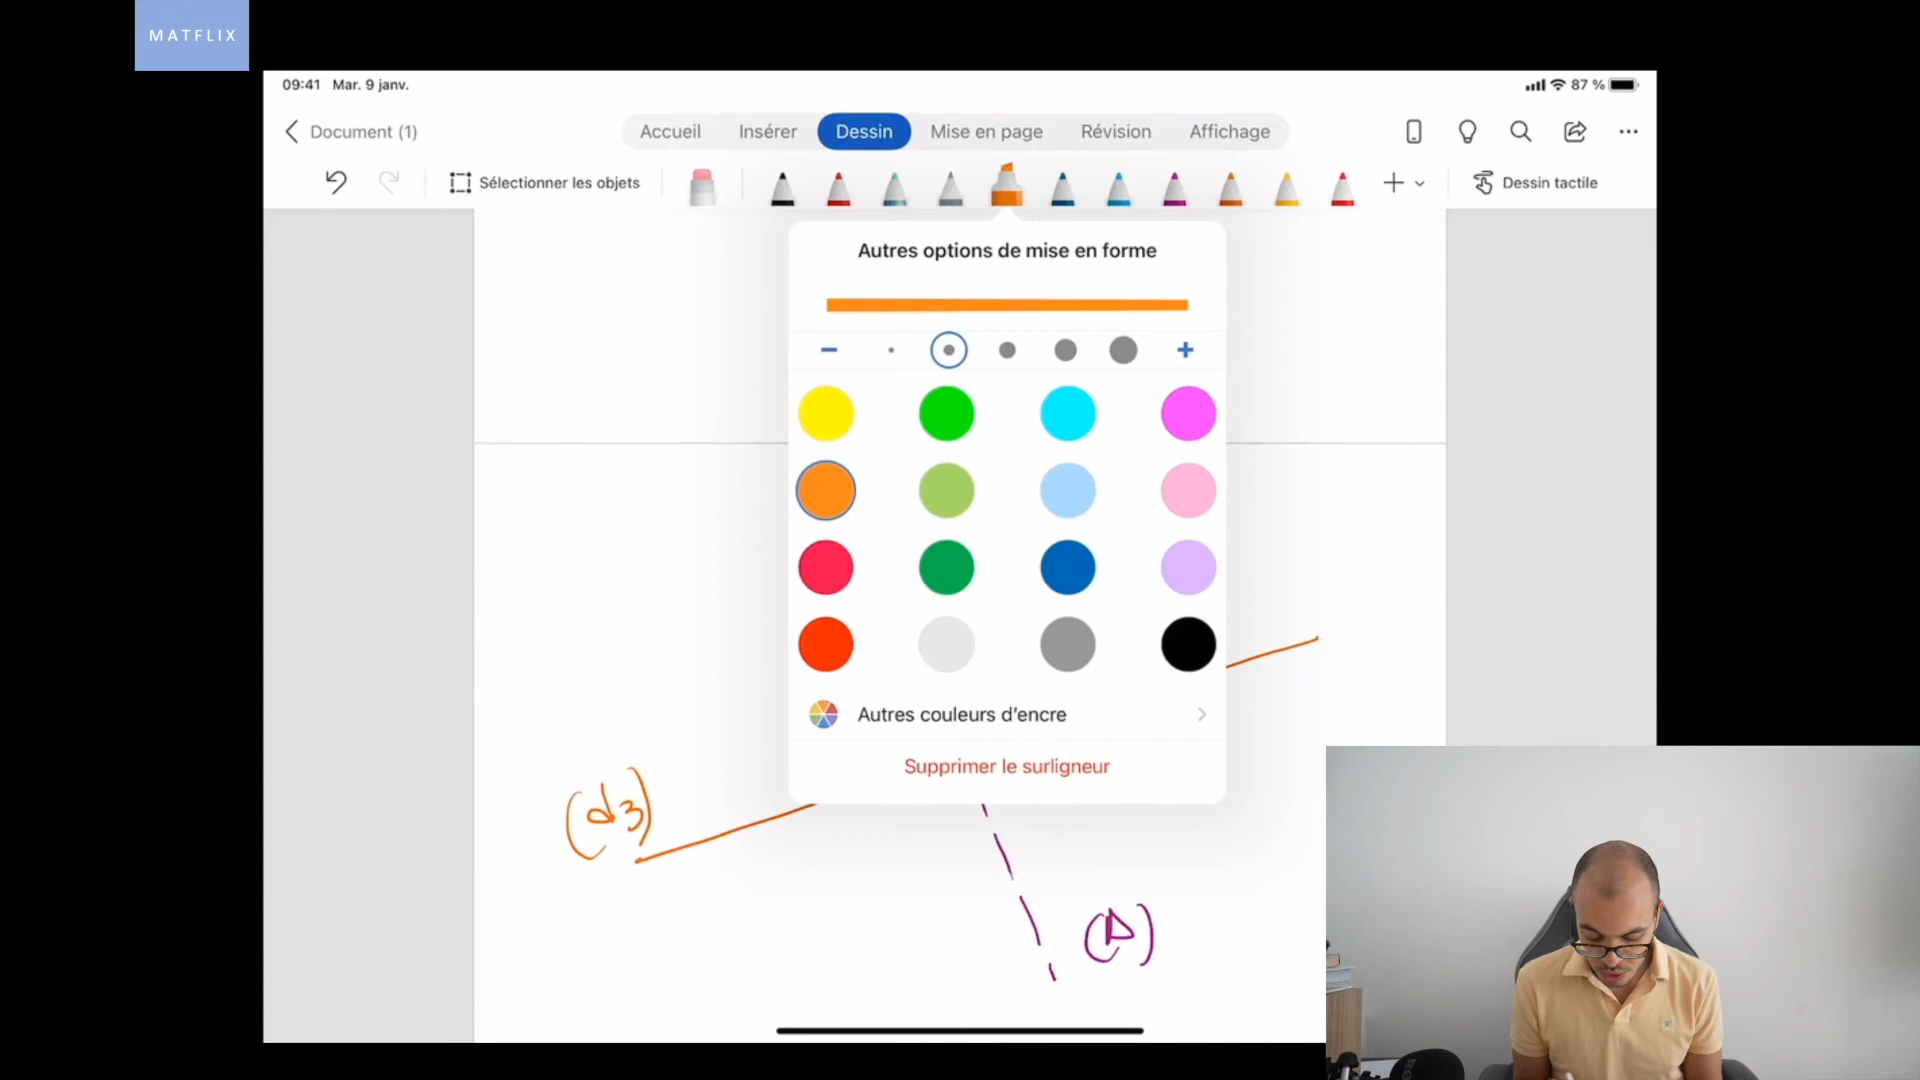 MATFLIX
09:41 Mar. 9 janv.
87 %
Document (1)
Accueil Insérer Dessin Mise en page Révision Affichage
Sélectionner les objets
Dessin tactile
Autres options de mise en forme
Autres couleurs d'encre
Supprimer le surligneur
(d3)
(Δ)